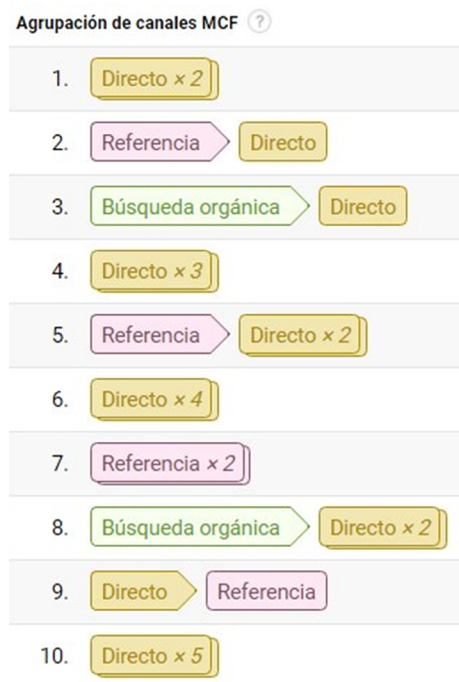 Agrupación de canales MCF ?
1. Directo × 2
2. Referencia Directo
3. Búsqueda orgánica Directo
4. Directo × 3
5. Referencia Directo × 2
6. Directo × 4
7. Referencia × 2
8. Búsqueda orgánica Directo × 2
9. Directo Referencia
10. Directo × 5